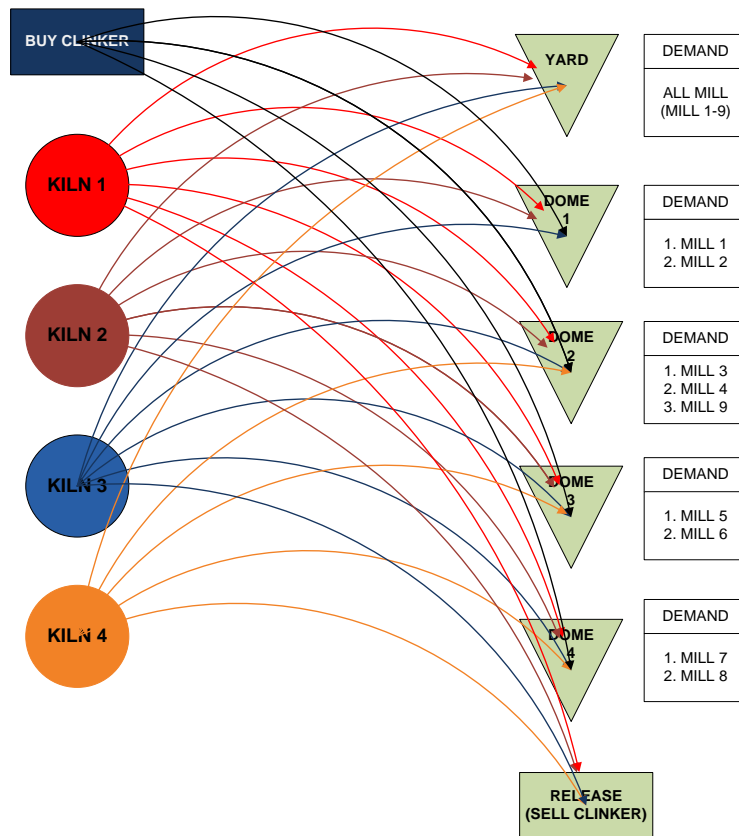 BUY CLINKER
YARD
DEMAND
ALL MILL
(MILL 1-9)
KILN 1
DOME
1
DEMAND
1. MILL 1
2. MILL 2
KILN 2
DOME
2
DEMAND
1. MILL 3
2. MILL 4
3. MILL 9
KILN 3
DOME
3
DEMAND
1. MILL 5
2. MILL 6
KILN 4
DOME
4
DEMAND
1. MILL 7
2. MILL 8
RELEASE
(SELL CLINKER)